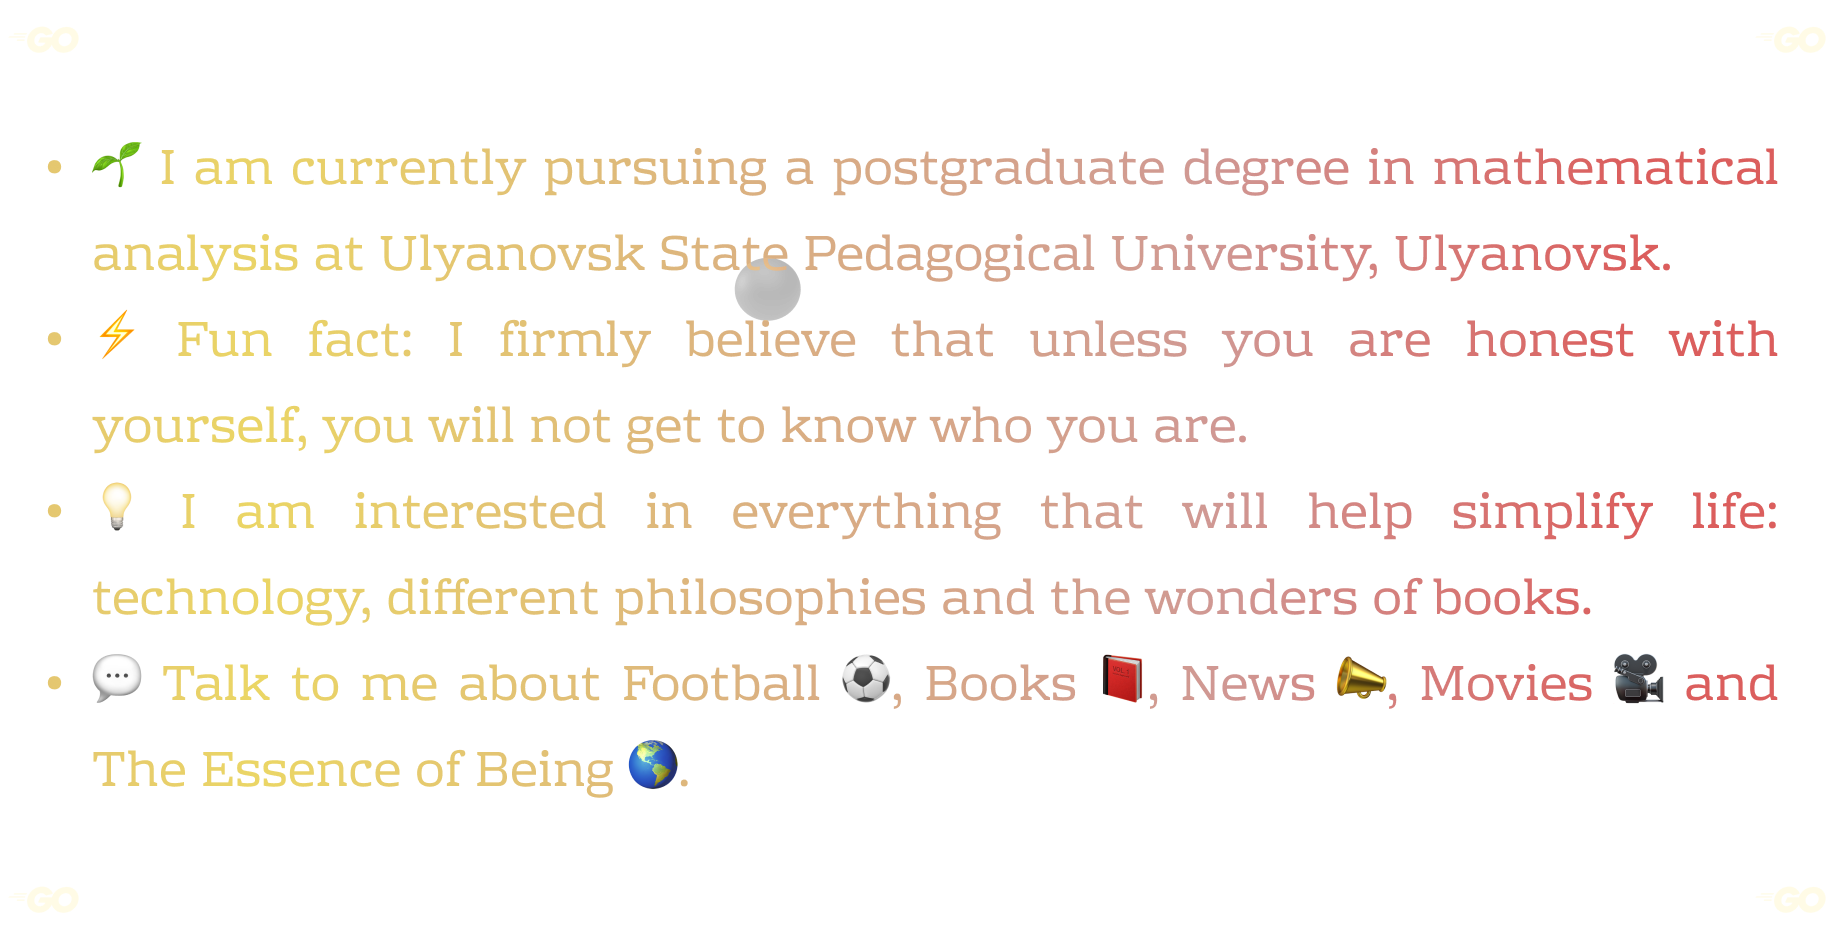 GO GO
• 🌱 I am currently pursuing a postgraduate degree in mathematical
analysis at Ulyanovsk State Pedagogical University, Ulyanovsk.
• ⚡ Fun fact: I firmly believe that unless you are honest with
yourself, you will not get to know who you are.
• 💡 I am interested in everything that will help simplify life:
technology, different philosophies and the wonders of books.
• 💬 Talk to me about Football ⚽, Books 📕, News 📣, Movies 🎥 and
The Essence of Being 🌎.
GO GO